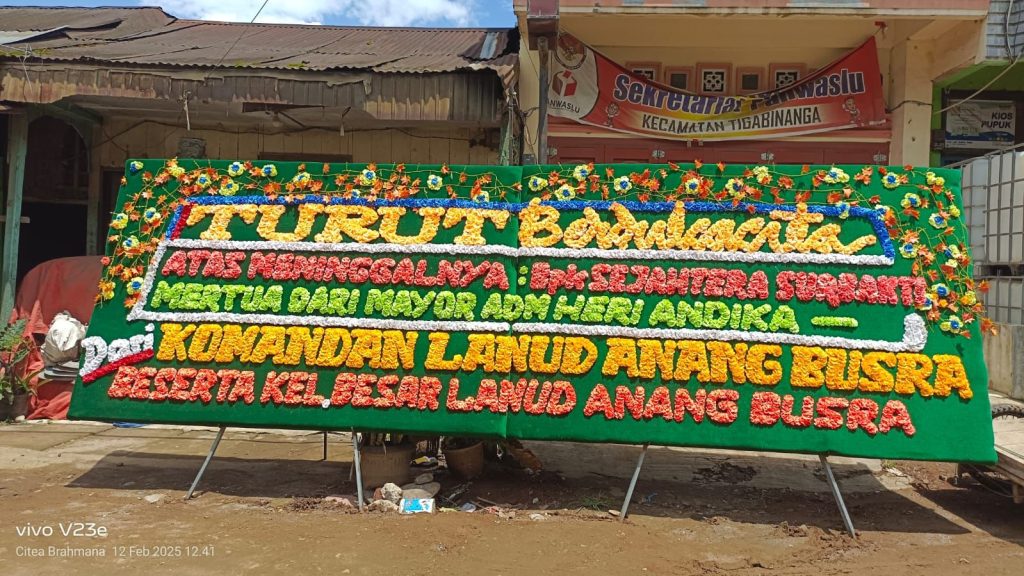 PANWASLU
Sekretariat Panwaslu
KECAMATAN TIGABINANGA
KIOS
PUPUK
TURUT Berdukacita
ATAS MENINGGALNYA : Bpk SEJAHTERA SURBAKTI
MERTUA DARI MAYOR ADM HERI ANDIKA —
Dari KOMANDAN LANUD ANANG BUSRA
BESERTA KEL. BESAR LANUD ANANG BUSRA
vivo V23e
Citea Brahmana 12 Feb 2025 12.41